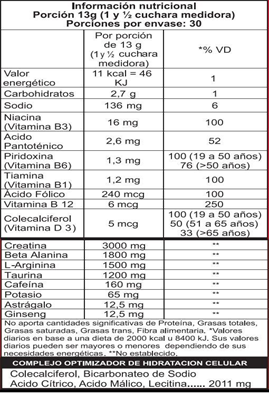 Información nutricional
Porción 13g (1 y ½ cuchara medidora)
Porciones por envase: 30
Por porción de 13 g (1 y ½ cuchara medidora) *% VD
Valor energético 11 kcal = 46 KJ 1
Carbohidratos 2,7 g 1
Sodio 136 mg 6
Niacina (Vitamina B3) 16 mg 100
Acido Pantoténico 2,6 mg 52
Piridoxina (Vitamina B6) 1,3 mg 100 (19 a 50 años) 76 (>50 años)
Tiamina (Vitamina B1) 1,2 mg 100
Ácido Fólico 240 mcg 100
Vitamina B 12 6 mcg 250
Colecalciferol (Vitamina D 3) 5 mcg 100 (19 a 50 años) 50 (51 a 65 años) 33 (>65 años)
Creatina 3000 mg **
Beta Alanina 1800 mg **
L-Arginina 1500 mg **
Taurina 1200 mg **
Cafeína 160 mg **
Potasio 65 mg **
Astrágalo 12,5 mg **
Ginseng 12,5 mg **
No aporta cantidades significativas de Proteína, Grasas totales,
Grasas saturadas, Grasas trans, Fibra alimentaria. *Valores
diarios en base a una dieta de 2000 kcal u 8400 kJ. Sus valores
diarios pueden ser mayores o menores dependiendo de sus
necesidades energéticas. **No establecido.
COMPLEJO OPTIMIZADOR DE HIDRATACION CELULAR
Colecalciferol, Bicarbonateo de Sodio
Acido Cítrico, Acido Málico, Lecitina...... 2011 mg